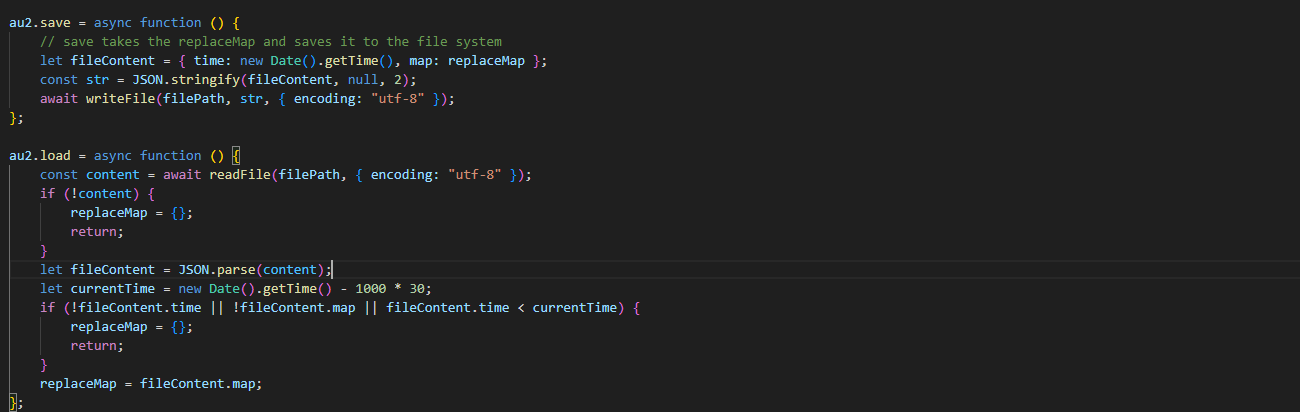 au2.save = async function () {
// save takes the replaceMap and saves it to the file system
let fileContent = { time: new Date().getTime(), map: replaceMap };
const str = JSON.stringify(fileContent, null, 2);
await writeFile(filePath, str, { encoding: "utf-8" });
};
au2.load = async function () {
const content = await readFile(filePath, { encoding: "utf-8" });
if (!content) {
replaceMap = {};
return;
}
let fileContent = JSON.parse(content);
let currentTime = new Date().getTime() - 1000 * 30;
if (!fileContent.time || !fileContent.map || fileContent.time < currentTime) {
replaceMap = {};
return;
}
replaceMap = fileContent.map;
};